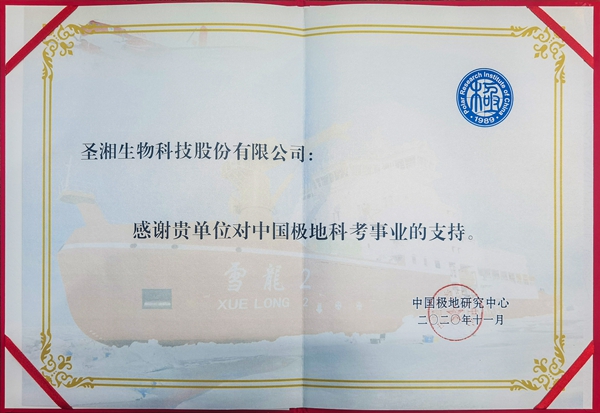 Polar Research Institute of China
极
·1989·
圣湘生物科技股份有限公司：
感谢贵单位对中国极地科考事业的支持。
雪龍2
XUE LONG 2
中国极地研究中心
二〇二〇年十一月